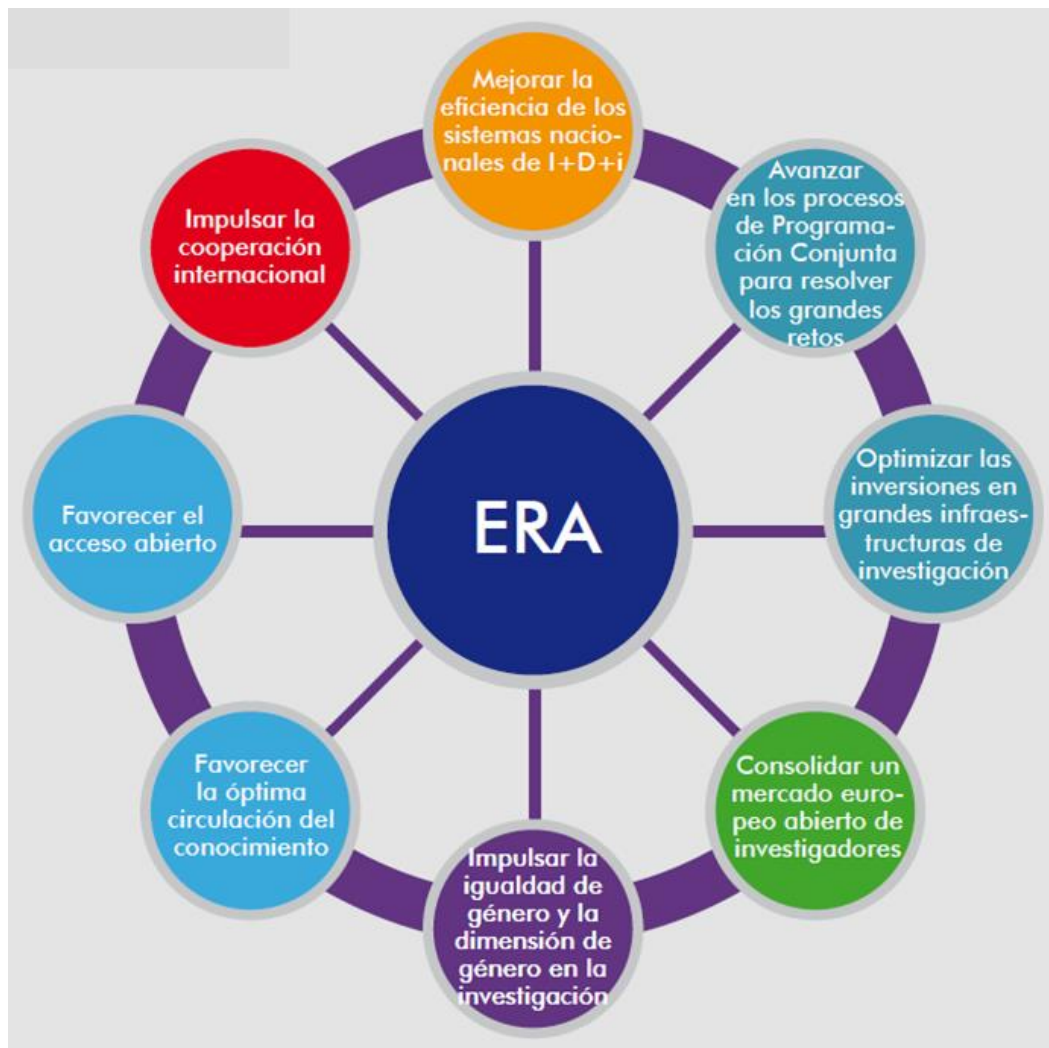 Mejorar la
eficiencia de los
sistemas nacio-
nales de I+D+i
Avanzar
en los procesos
de Programa-
ción Conjunta
para resolver
los grandes
retos
Optimizar las
inversiones en
grandes infraes-
tructuras de
investigación
Consolidar un
mercado euro-
peo abierto de
investigadores
Impulsar la
igualdad de
género y la
dimensión de
género en la
investigación
Favorecer
la óptima
circulación del
conocimiento
Favorecer el
acceso abierto
Impulsar la
cooperación
internacional
ERA